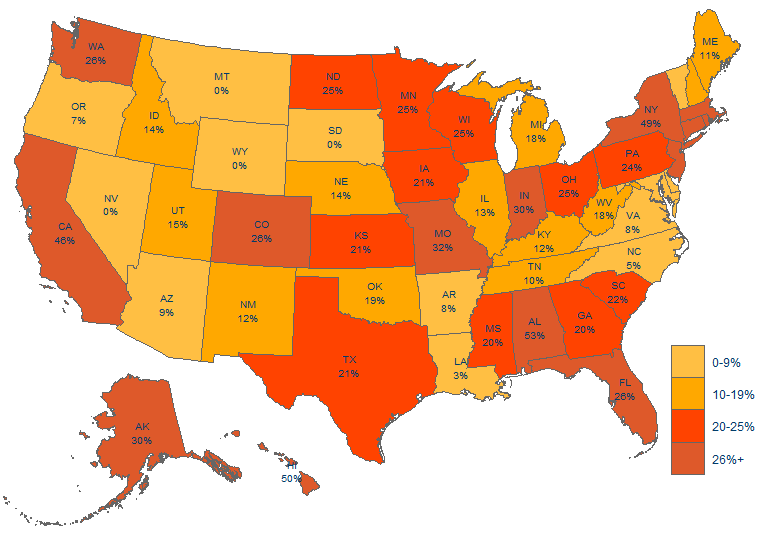 WA
26%
MT
0%
ND
25%
MN
25%
ME
11%
OR
7%
ID
14%
WY
0%
SD
0%
WI
25%
MI
18%
NY
49%
NV
0%
UT
15%
CO
26%
NE
14%
IA
21%
IL
13%
IN
30%
OH
25%
PA
24%
CA
46%
KS
21%
MO
32%
KY
12%
WV
18%
VA
8%
AZ
9%
NM
12%
OK
19%
AR
8%
TN
10%
NC
5%
SC
22%
TX
21%
LA
3%
MS
20%
AL
53%
GA
20%
FL
26%
AK
30%
HI
50%
0-9%
10-19%
20-25%
26%+